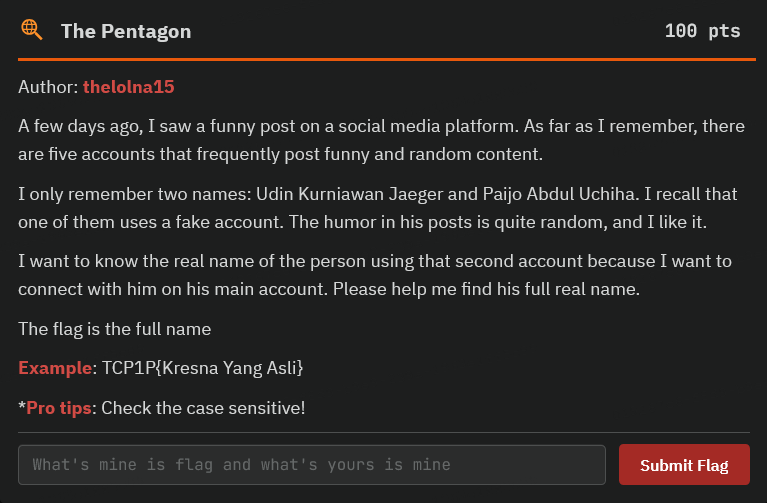 The Pentagon 100 pts
Author: thelolna15
A few days ago, I saw a funny post on a social media platform. As far as I remember, there
are five accounts that frequently post funny and random content.
I only remember two names: Udin Kurniawan Jaeger and Paijo Abdul Uchiha. I recall that
one of them uses a fake account. The humor in his posts is quite random, and I like it.
I want to know the real name of the person using that second account because I want to
connect with him on his main account. Please help me find his full real name.
The flag is the full name
Example: TCP1P{Kresna Yang Asli}
*Pro tips: Check the case sensitive!
What's mine is flag and what's yours is mine
Submit Flag